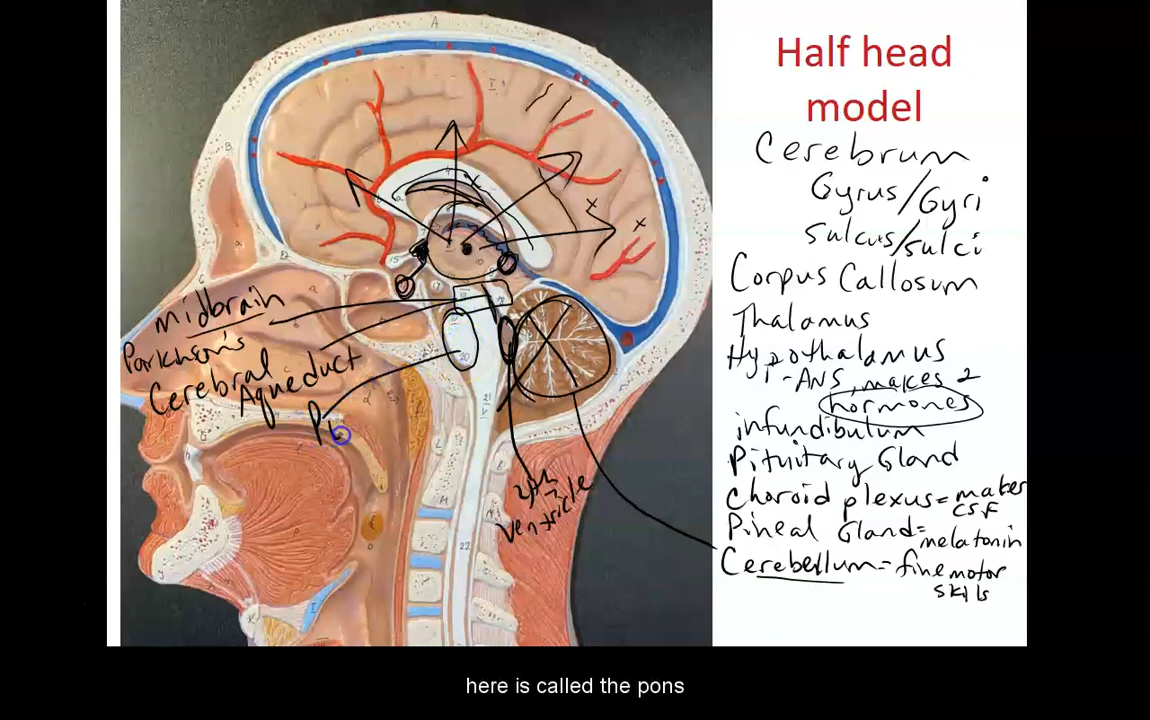 Half head
model
Cerebrum
Gyrus/Gyri
Sulcus/sulci
Corpus Callosum
Thalamus
Hypothalamus
ANS, makes 2
hormones
infundibulum
Pituitary Gland
Choroid plexus = makes
CSF
Pineal Gland = melatonin
Cerebellum = fine motor
skills
midbrain
Parkinson's
Cerebral
Aqueduct
Po
4th
ventricle
here is called the pons